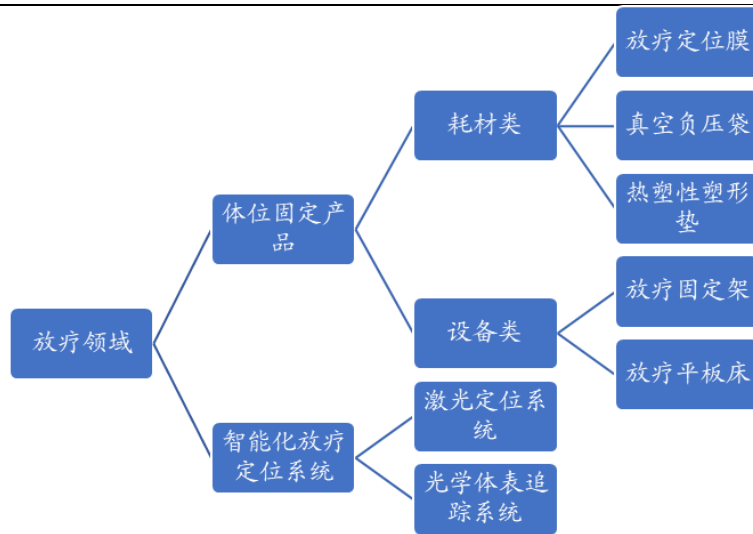 放疗定位膜
耗材类
真空负压袋
体位固定产
品
热塑性塑形
垫
放疗领域
设备类
放疗固定架
放疗平板床
智能化放疗
定位系统
激光定位系
统
光学体表追
踪系统